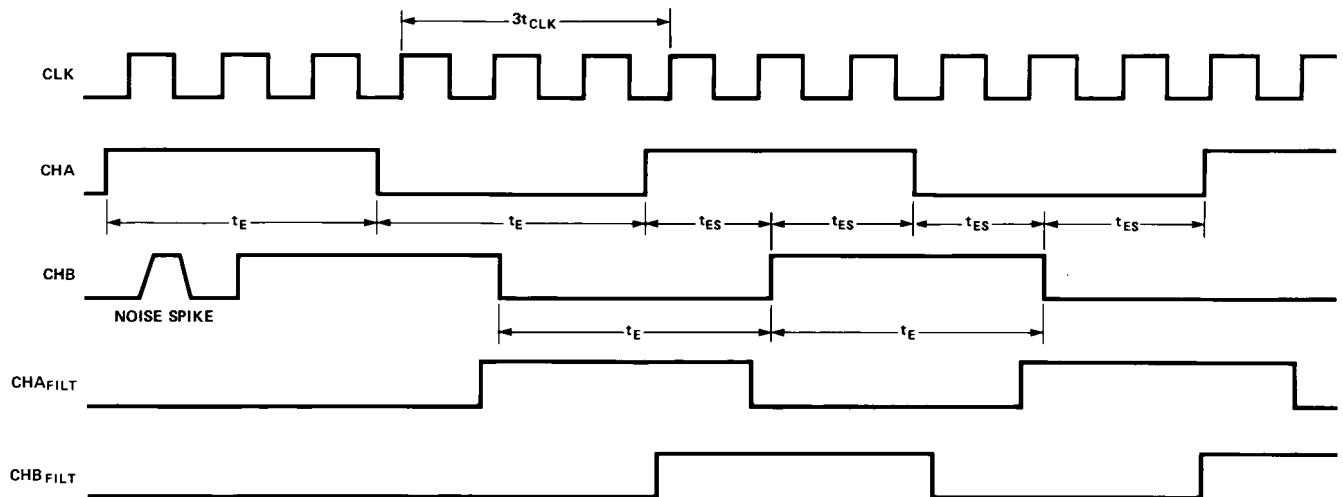 3tCLK
CLK
CHA
tE tE tES tES tES tES
CHB
NOISE SPIKE
tE tE
CHAFILT
CHBFILT